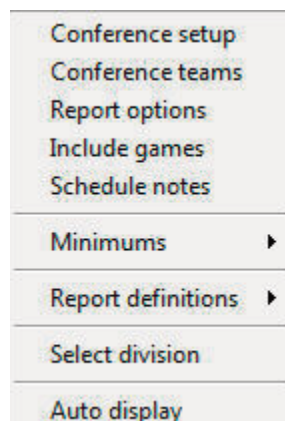 Conference setup
Conference teams
Report options
Include games
Schedule notes
Minimums
Report definitions
Select division
Auto display